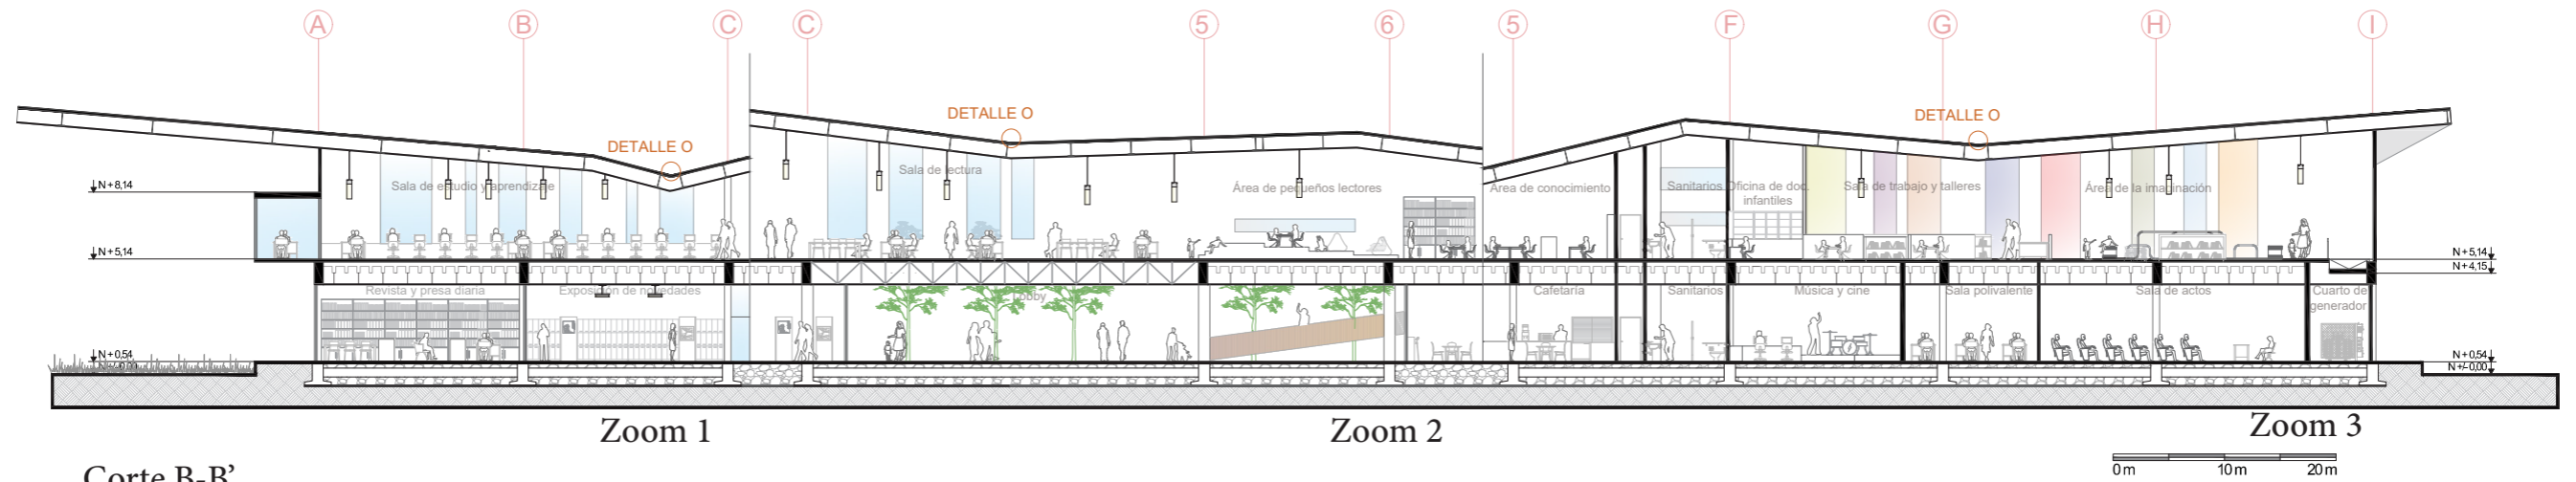 A B C C 5 6 5 F G H I
DETALLE O
DETALLE O
DETALLE O
N+8,14
Sala de estudio y aprendizaje
Sala de lectura
Área de pequeños lectores
Área de conocimiento
Sanitarios
Oficina de doc.
infantiles
Sala de trabajo y talleres
Área de la imaginación
N+5,14
N+5,14
N+4,15
Revista y presa diaria
Exposición de novedades
Lobby
Cafetaría
Sanitarios
Música y cine
Sala polivalente
Sala de actos
Cuarto de
generador
N+0,54
N+/-0,00
N+0,54
N+/-0,00
Zoom 1
Zoom 2
Zoom 3
0m 10m 20m
Corte B-B’